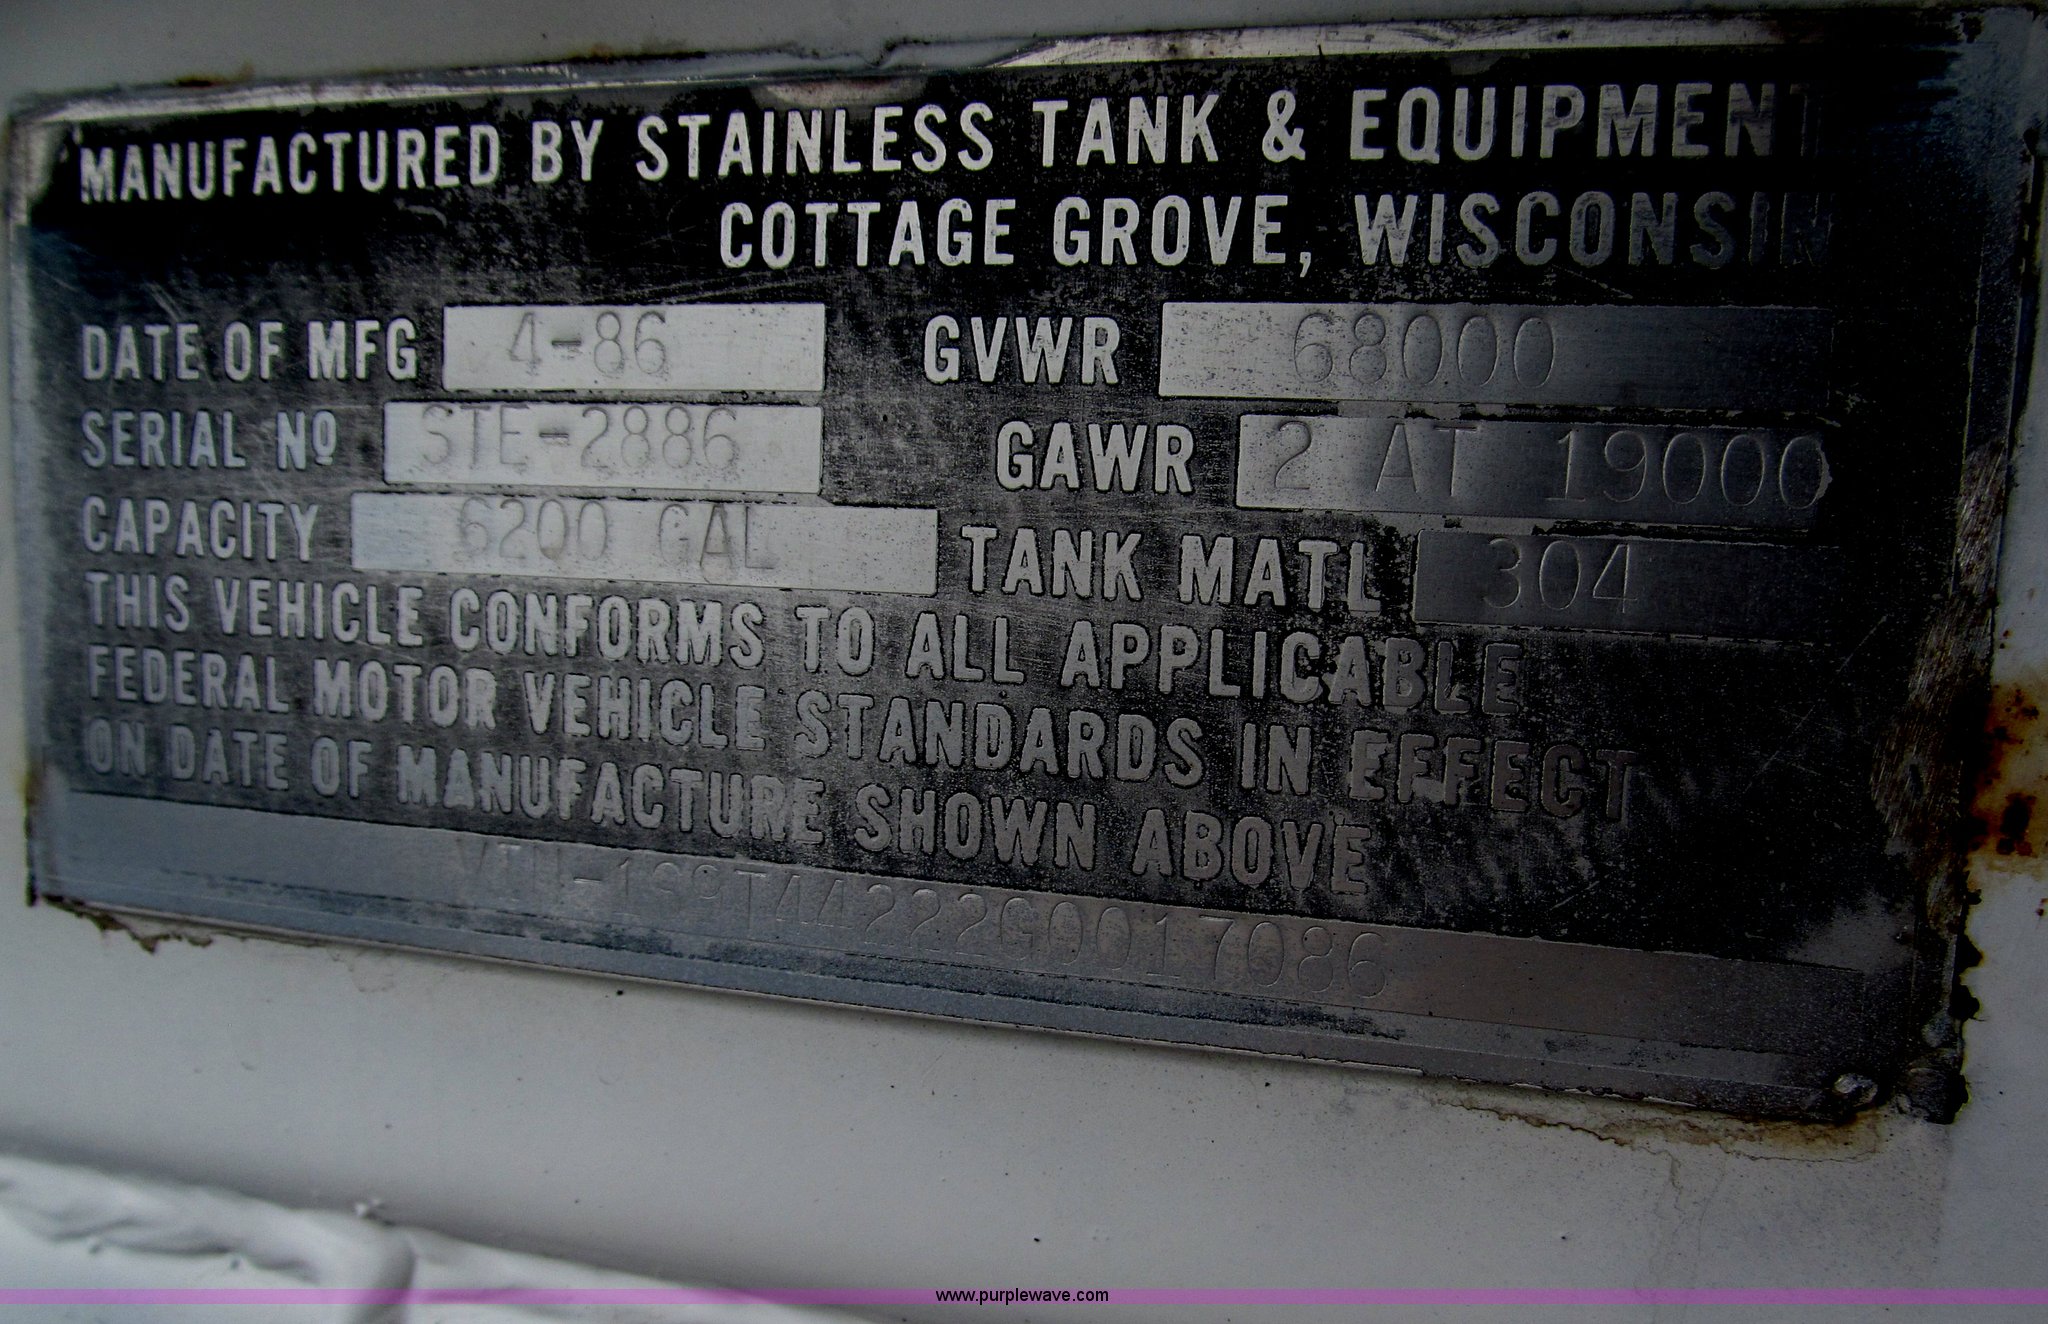 MANUFACTURED BY STAINLESS TANK & EQUIPMENT
COTTAGE GROVE, WISCONSIN
DATE OF MFG 4-86 GVWR 68000
SERIAL Nº STE-2886 GAWR 2 AT 19000
CAPACITY 6200 GAL TANK MATL 304
THIS VEHICLE CONFORMS TO ALL APPLICABLE
FEDERAL MOTOR VEHICLE STANDARDS IN EFFECT
ON DATE OF MANUFACTURE SHOWN ABOVE
VIN-1S9T44222G0017086
www.purplewave.com